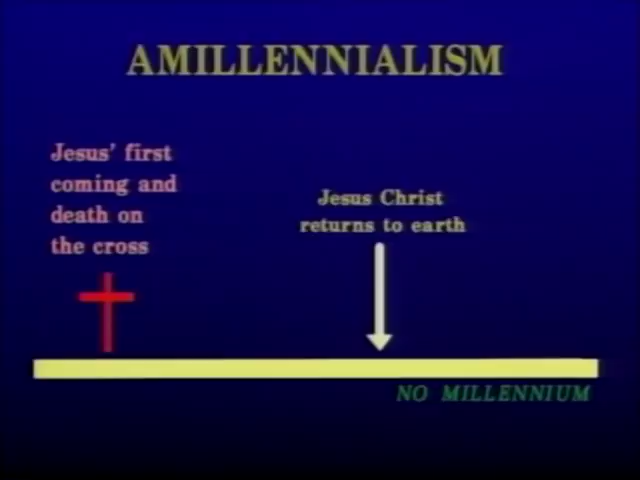 AMILLENNIALISM
Jesus' first
coming and
death on
the cross
Jesus Christ
returns to earth
NO MILLENNIUM